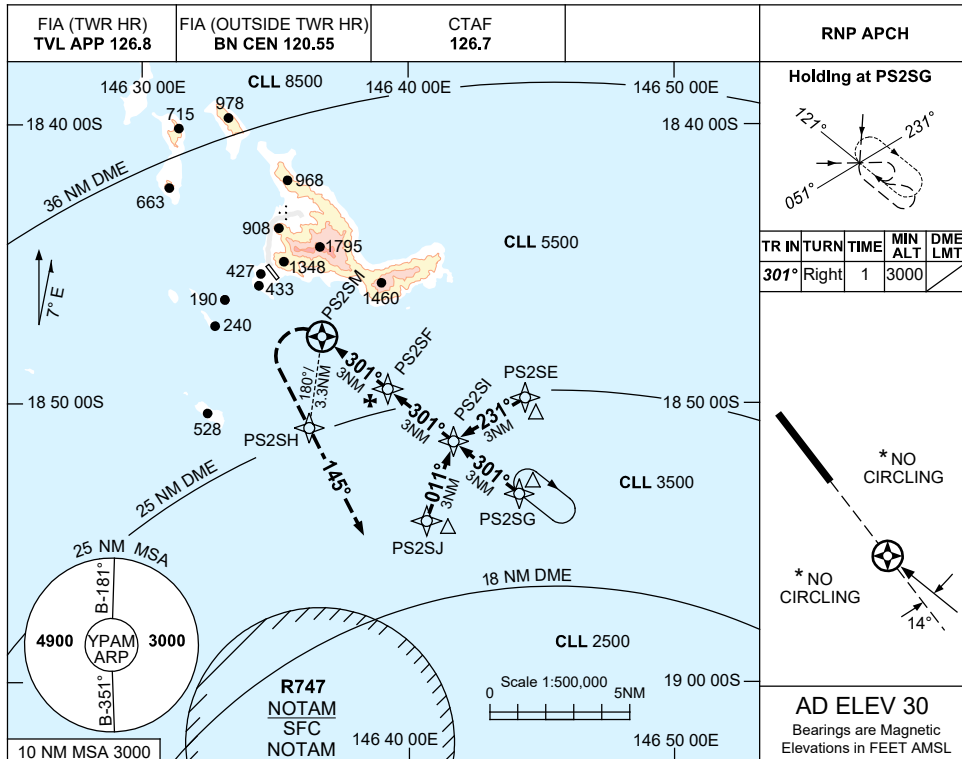 FIA (TWR HR)
TVL APP 126.8
FIA (OUTSIDE TWR HR)
BN CEN 120.55
CTAF
126.7
RNP APCH
146 30 00E
CLL 8500
146 40 00E
146 50 00E
18 40 00S
18 40 00S
715
978
36 NM DME
663
968
908
1795
CLL 5500
427
1348
433
1460
190
240
7° E
PS2SM
PS2SF
PS2SI
PS2SE
301°
3NM
180°/
3.3NM
18 50 00S
18 50 00S
301°
3NM
231°
3NM
528
PS2SH
145°
011°
3NM
301°
3NM
CLL 3500
PS2SG
PS2SJ
25 NM DME
25 NM MSA
18 NM DME
B-181°
4900
YPAM
ARP
3000
B-351°
10 NM MSA 3000
CLL 2500
R747
NOTAM
SFC
NOTAM
Scale 1:500,000
0
5NM
19 00 00S
146 40 00E
146 50 00E
Holding at PS2SG
121°
231°
051°
TR IN
TURN
TIME
MIN
ALT
DME
LMT
301°
Right
1
3000
* NO
CIRCLING
* NO
CIRCLING
14°
AD ELEV 30
Bearings are Magnetic
Elevations in FEET AMSL